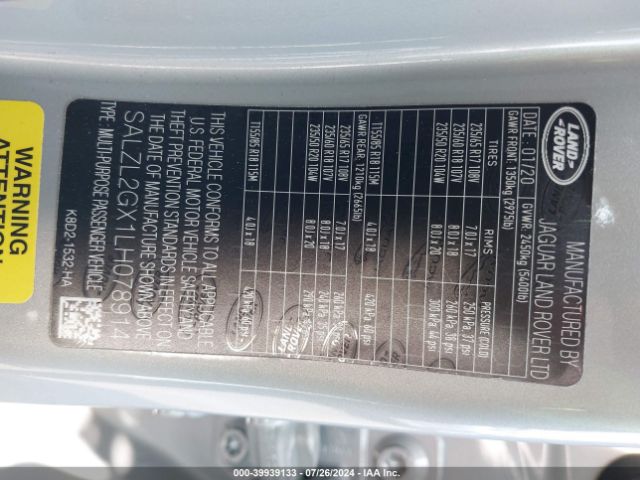 LAND-
ROVER
MANUFACTURED BY
JAGUAR LAND ROVER LTD
DATE: 01/20 GVWR: 2450kg (5400lb)
GAWR FRONT: 1350kg (2975lb)
TIRES RIMS PRESSURE (COLD)
235/65 R17 108V 7.0J x 17 250 kPa, 37 psi
235/60 R18 107V 8.0J x 18 240 kPa, 36 psi
235/50 R20 104W 8.0J x 20 300 kPa, 44 psi
T155/85 R18 115M 4.0J x 18 420 kPa, 60 psi
GAWR REAR: 1210kg (2665lb)
235/65 R17 108V 7.0J x 17
235/60 R18 107V 8.0J x 18
235/50 R20 104W 8.0J x 20
T155/85 R18 115M 4.0J x 18 420 kPa, 60 psi
THIS VEHICLE CONFORMS TO ALL APPLICABLE
U.S. FEDERAL MOTOR VEHICLE SAFETY AND
THEFT PREVENTION STANDARDS IN EFFECT ON
THE DATE OF MANUFACTURE SHOWN ABOVE
SALZL2GX1LH078914
TYPE: MULTI PURPOSE PASSENGER VEHICLE
K8D2-1532-HA
WARNING
ATTENTION
000-39939133 - 07/26/2024 - IAA Inc.